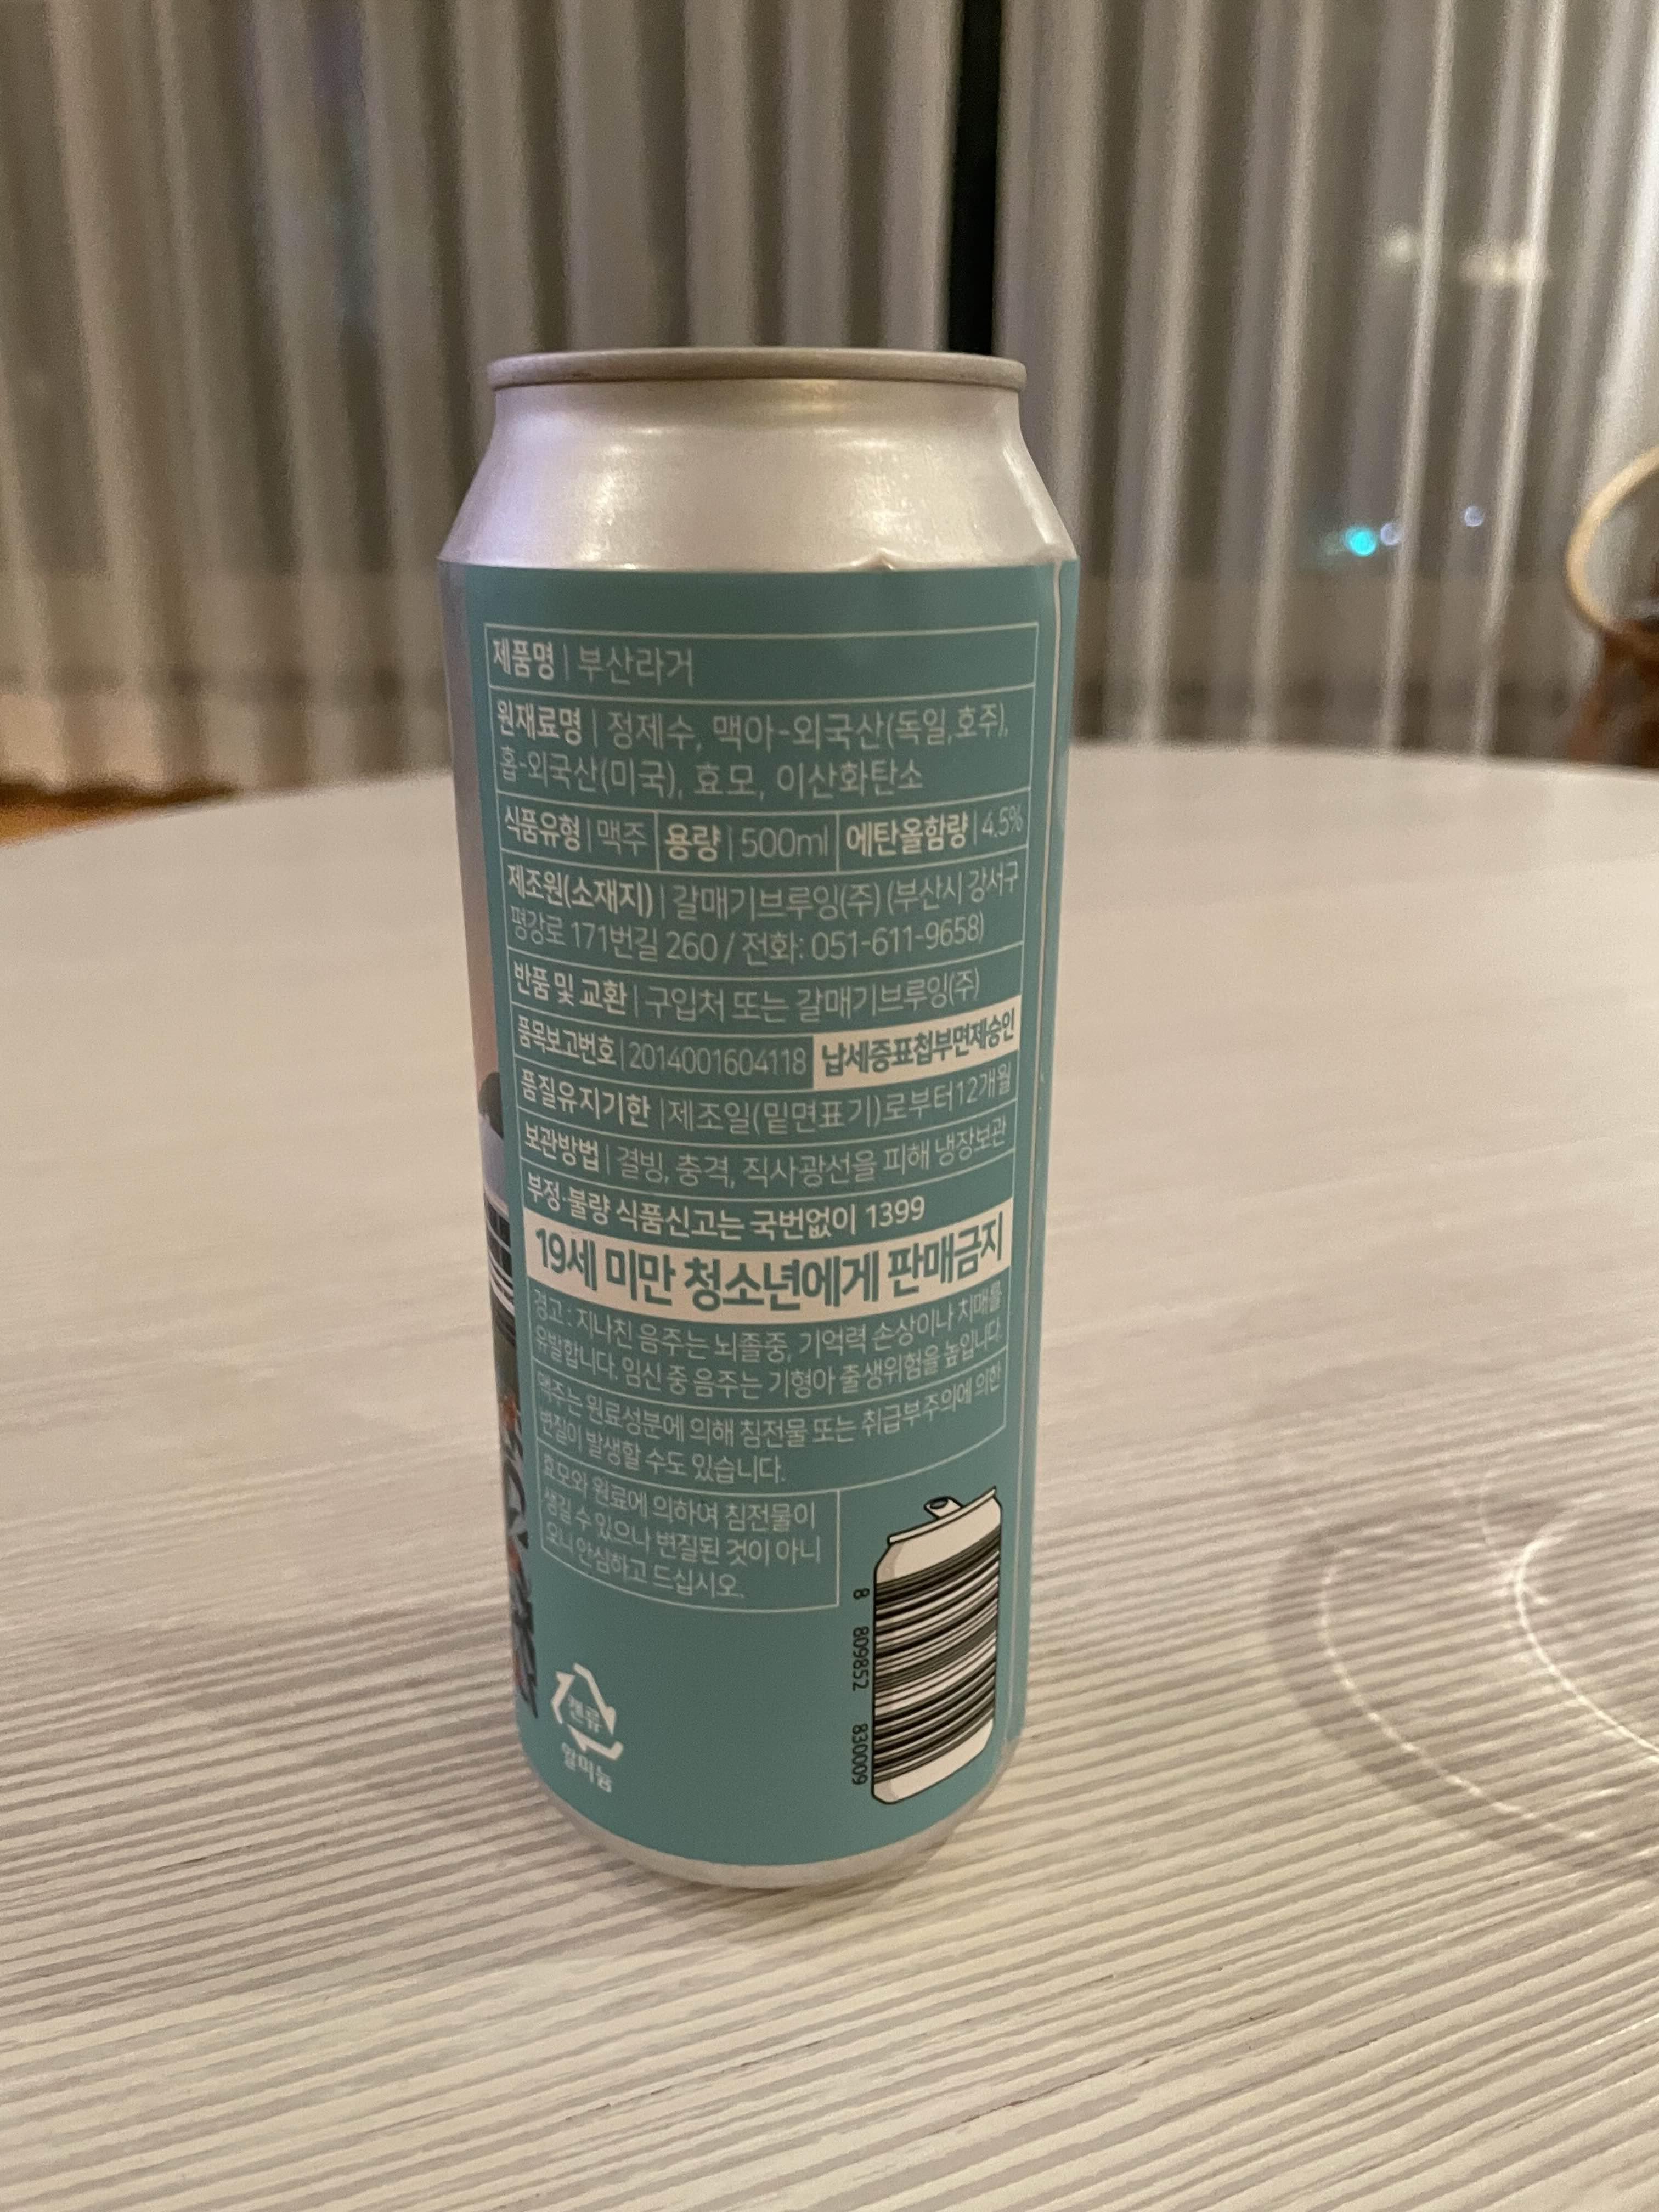 제품명 | 부산라거
원재료명 | 정제수, 맥아-외국산(독일,호주),
홉-외국산(미국), 효모, 이산화탄소
식품유형 | 맥주 용량 | 500ml 에탄올함량 | 4.5%
제조원(소재지) | 갈매기브루잉(주) (부산시 강서구
평강로 171번길 260 / 전화: 051-611-9658)
반품 및 교환 | 구입처 또는 갈매기브루잉(주)
품목보고번호 | 2014001604118 납세증표첩부면제승인
품질유지기한 | 제조일(밑면표기)로부터12개월
보관방법 | 결빙, 충격, 직사광선을 피해 냉장보관
부정·불량 식품신고는 국번없이 1399
19세 미만 청소년에게 판매금지
경고 : 지나친 음주는 뇌졸중, 기억력 손상이나 치매를
유발합니다. 임신 중 음주는 기형아 출생위험을 높입니다.
맥주는 원료성분에 의해 침전물 또는 취급부주의에 의한
변질이 발생할 수도 있습니다.
효모와 원료에 의하여 침전물이
생길 수 있으나 변질된 것이 아니
오니 안심하고 드십시오.
캔류
알미늄
8 809852 830009